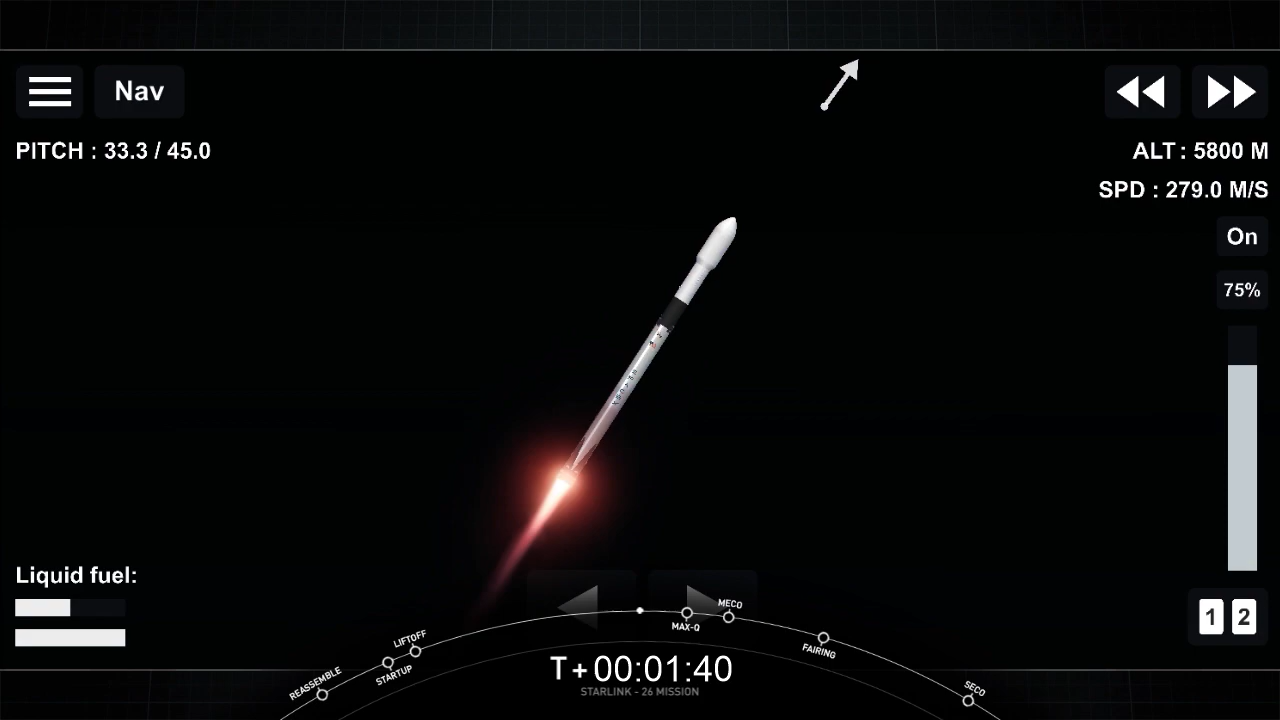 Nav
PITCH : 33.3 / 45.0
ALT : 5800 M
SPD : 279.0 M/S
On
75%
Liquid fuel:
1 2
REASSEMBLE
STARTUP
LIFTOFF
MAX-Q
MECO
FAIRING
SECO
T+00:01:40
STARLINK - 26 MISSION